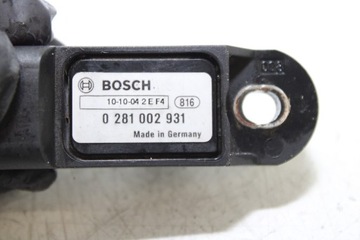 BOSCH
10-10-04 2 E F4 816
0 281 002 931
Made in Germany